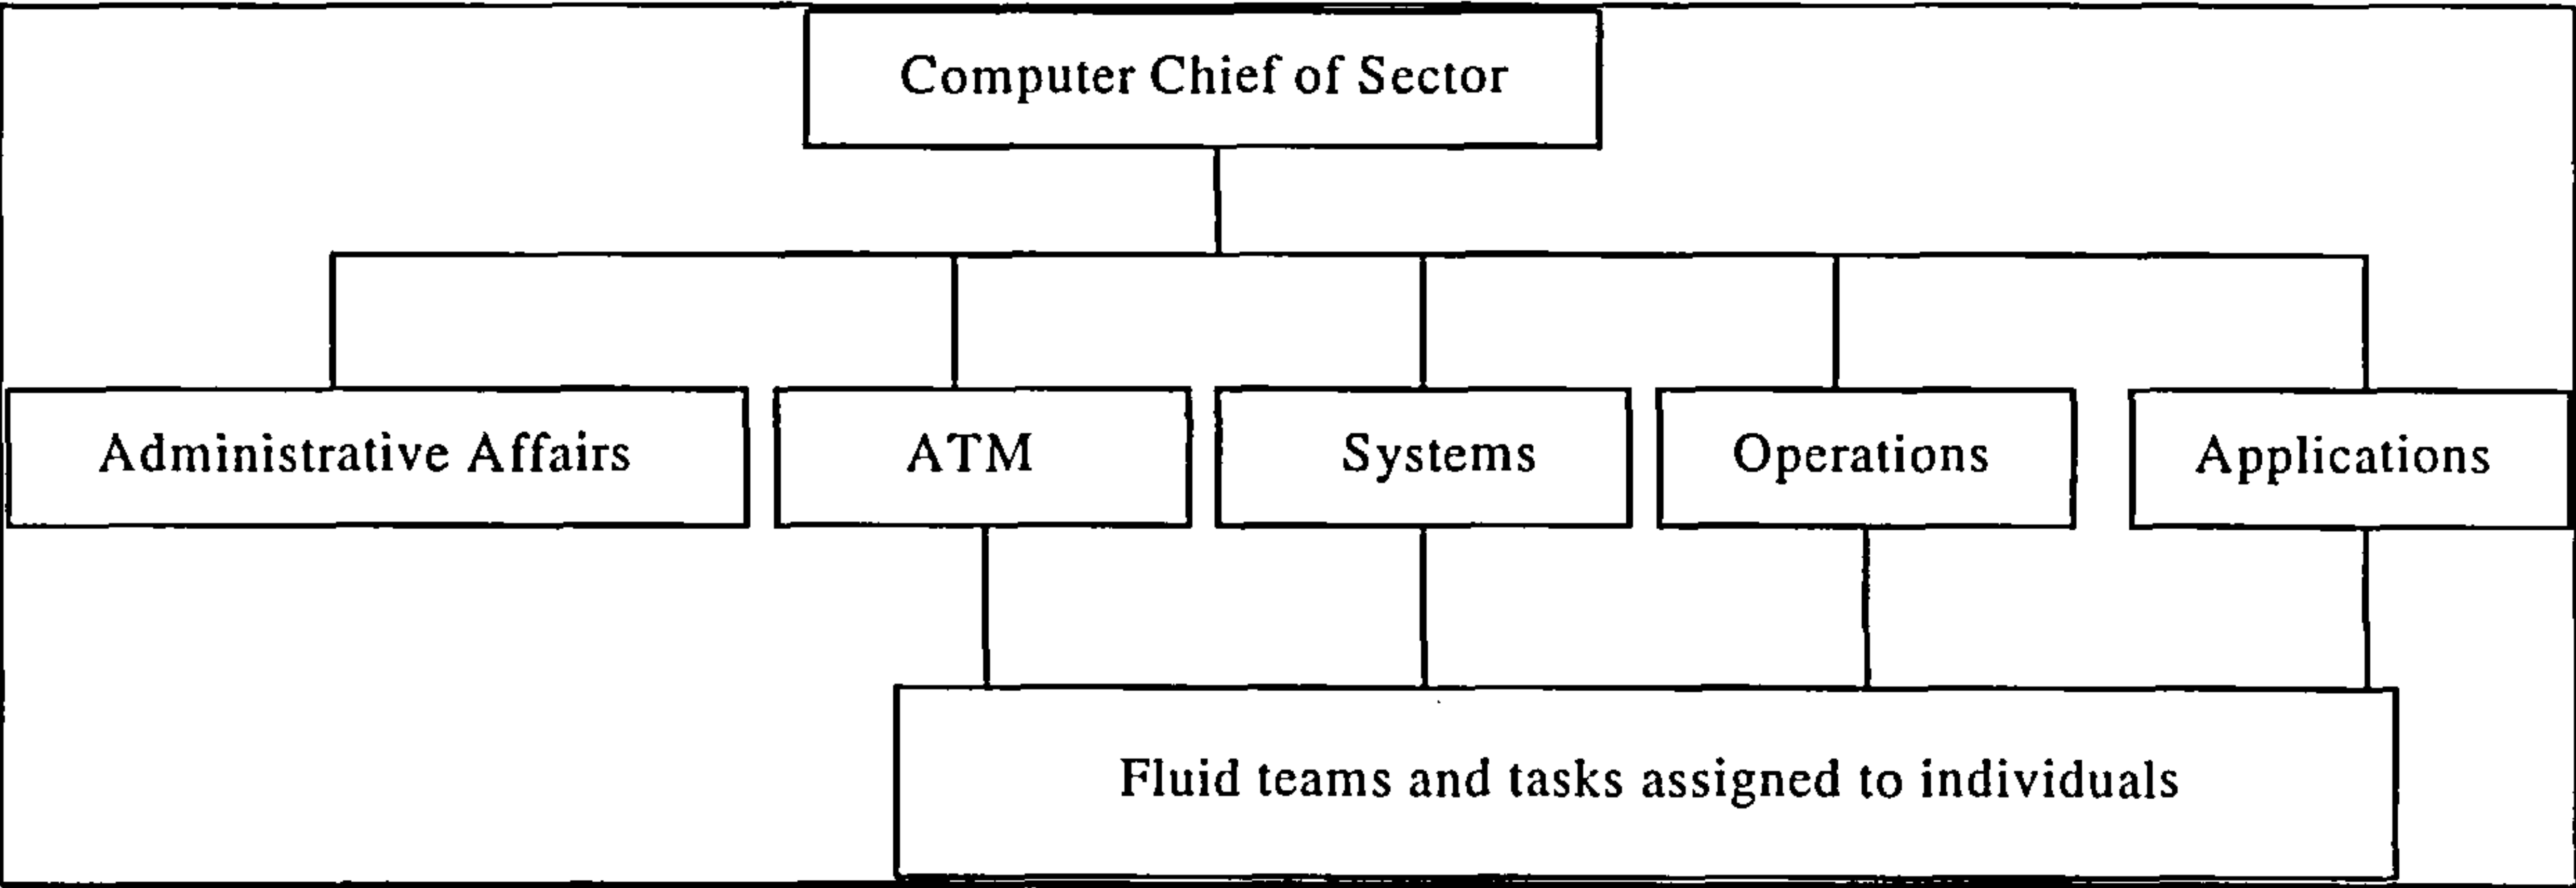 Computer Chief of Sector
Administrative Affairs
ATM
Systems
Operations
Applications
Fluid teams and tasks assigned to individuals